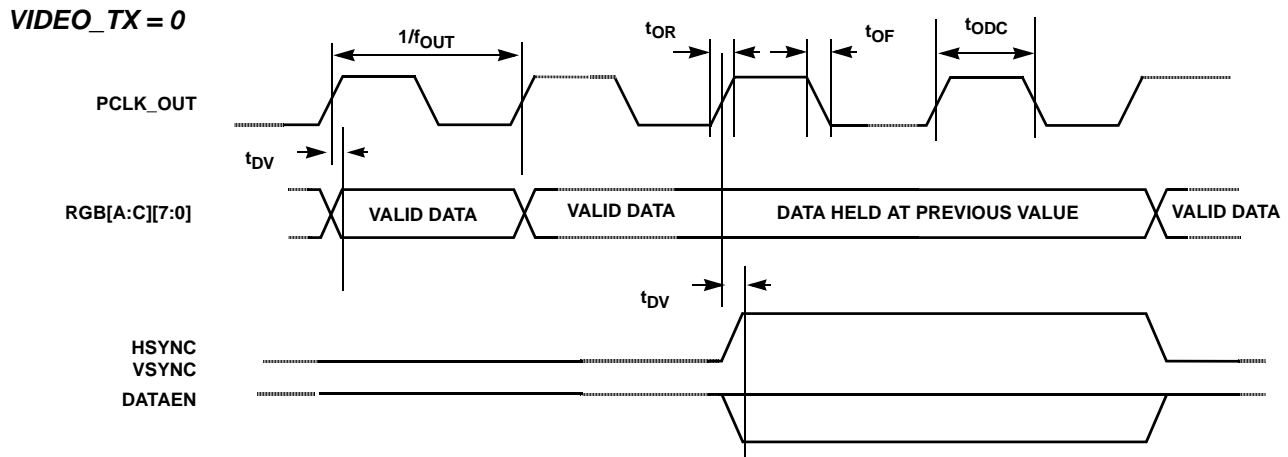 VIDEO_TX = 0
1/fOUT
tOR
tOF
tODC
PCLK_OUT
tDV
RGB[A:C][7:0]
VALID DATA
VALID DATA
DATA HELD AT PREVIOUS VALUE
VALID DATA
tDV
HSYNC
VSYNC
DATAEN